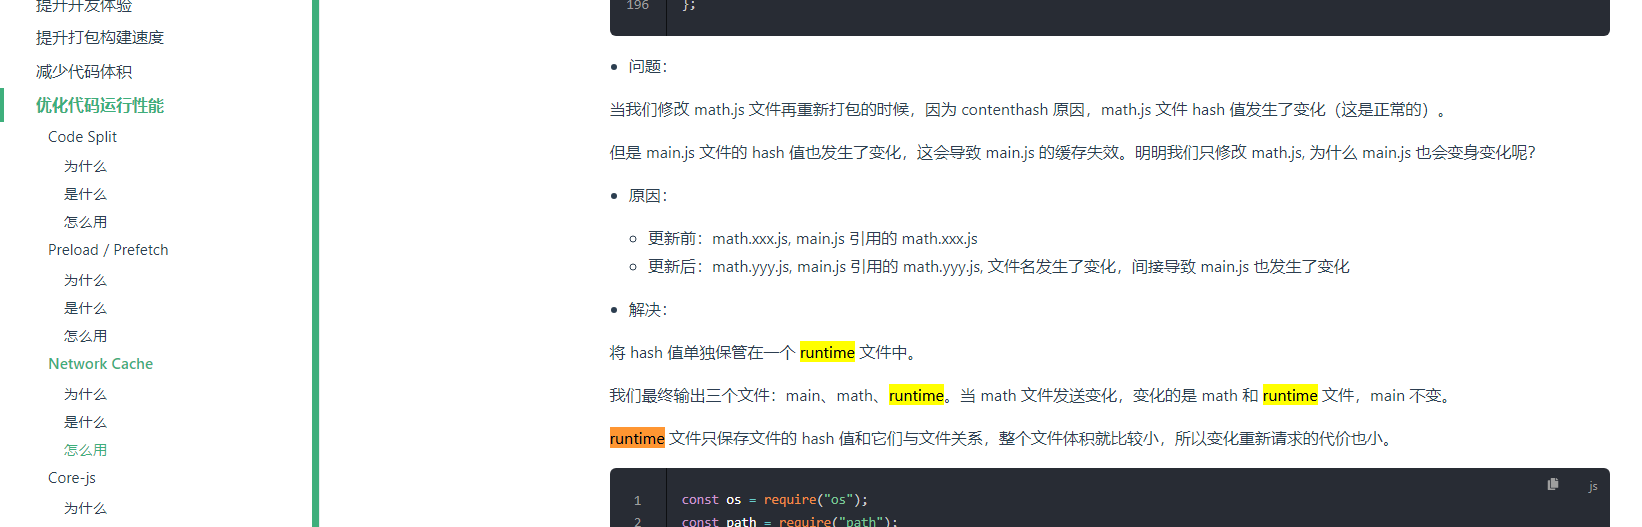 提升开发体验
提升打包构建速度
减少代码体积
优化代码运行性能
Code Split
为什么
是什么
怎么用
Preload / Prefetch
为什么
是什么
怎么用
Network Cache
为什么
是什么
怎么用
Core-js
为什么
196 };
问题：
当我们修改 math.js 文件再重新打包的时候，因为 contenthash 原因，math.js 文件 hash 值发生了变化（这是正常的）。
但是 main.js 文件的 hash 值也发生了变化，这会导致 main.js 的缓存失效。明明我们只修改 math.js, 为什么 main.js 也会变身变化呢？
原因：
更新前：math.xxx.js, main.js 引用的 math.xxx.js
更新后：math.yyy.js, main.js 引用的 math.yyy.js, 文件名发生了变化，间接导致 main.js 也发生了变化
解决：
将 hash 值单独保管在一个 runtime 文件中。
我们最终输出三个文件：main、math、runtime。当 math 文件发送变化，变化的是 math 和 runtime 文件，main 不变。
runtime 文件只保存文件的 hash 值和它们与文件关系，整个文件体积就比较小，所以变化重新请求的代价也小。
js
1 const os = require("os");
2 const path = require("path");